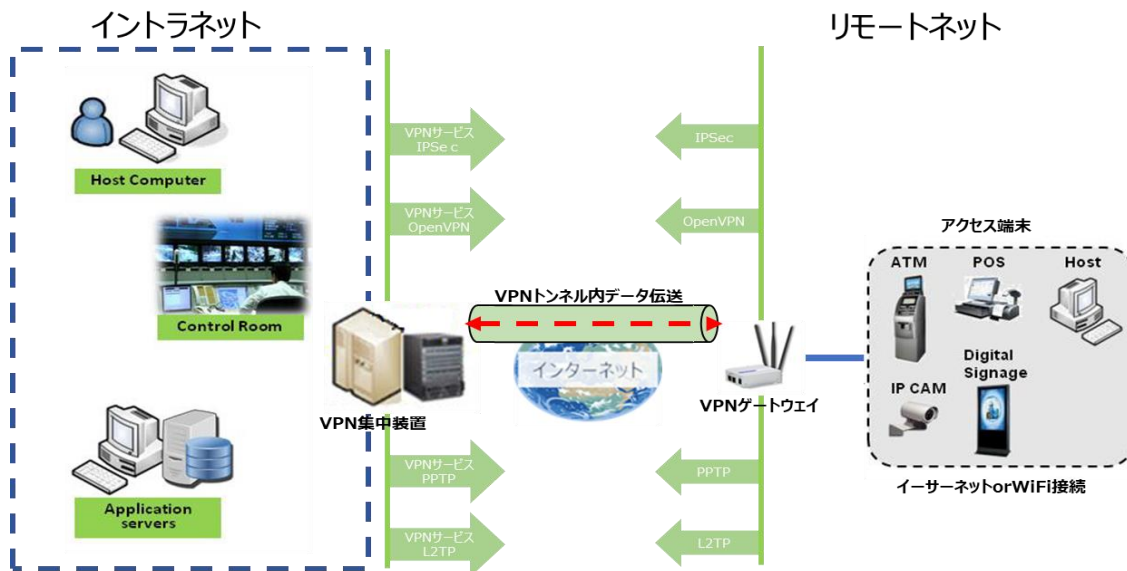 イントラネット
リモートネット
Host Computer
Control Room
Application
servers
VPNサービス
IPSeｃ
VPNサービス
OpenVPN
IPSec
OpenVPN
VPNトンネル内データ伝送
インターネット
VPN集中装置
VPNゲートウェイ
VPNサービス
PPTP
VPNサービス
L2TP
PPTP
L2TP
アクセス端末
ATM
POS
Host
IP CAM
Digital
Signage
イーサーネットorWiFi接続